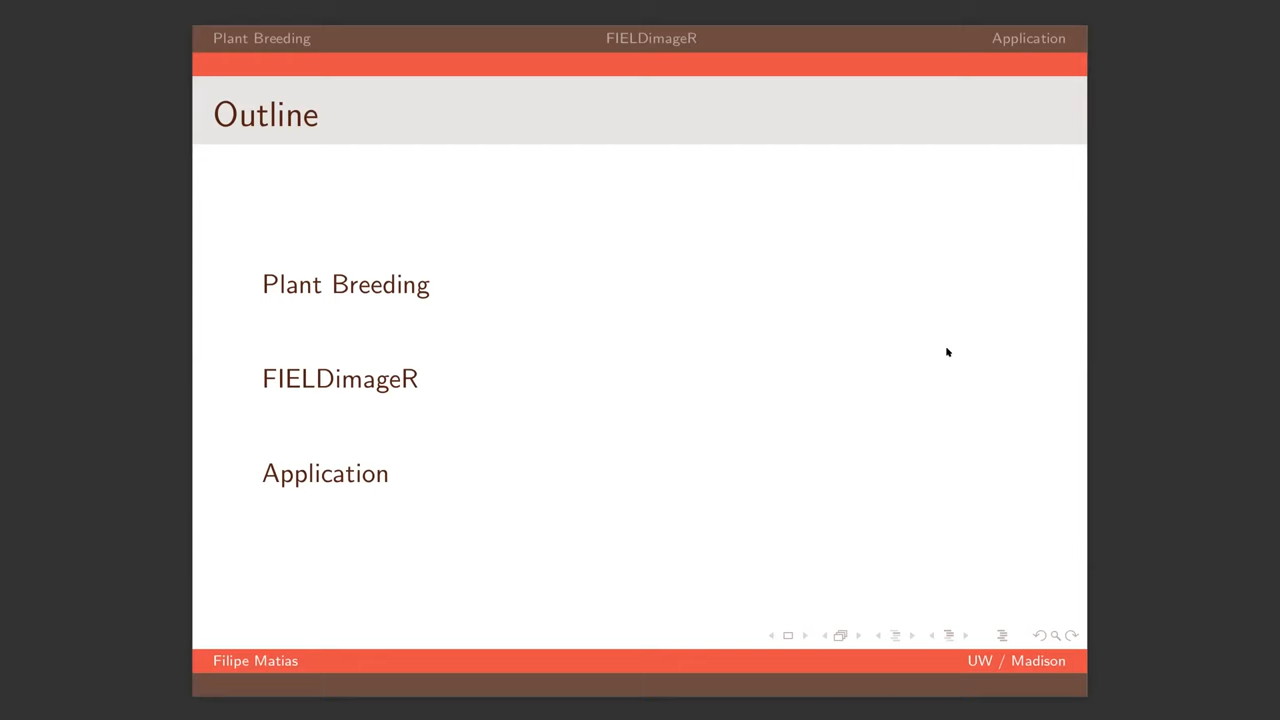 Plant Breeding FIELDimageR Application
Outline
Plant Breeding
FIELDimageR
Application
Filipe Matias UW / Madison